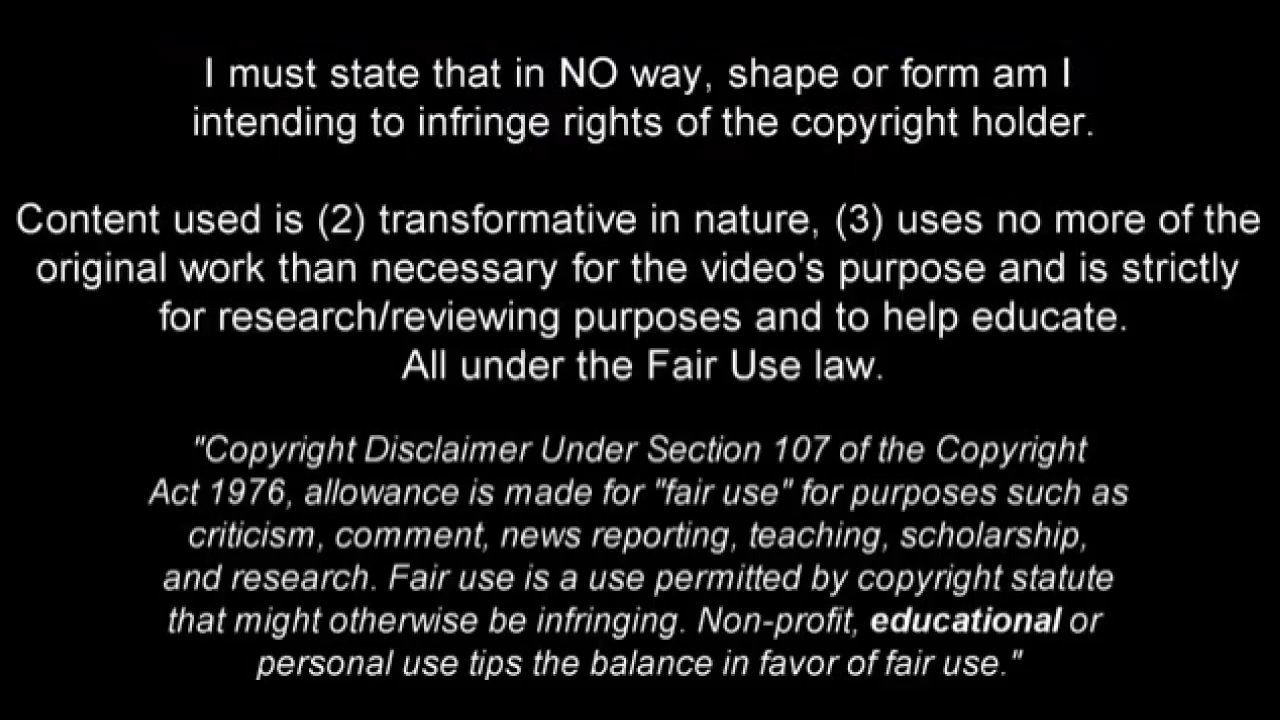 I must state that in NO way, shape or form am I
intending to infringe rights of the copyright holder.
Content used is (2) transformative in nature, (3) uses no more of the
original work than necessary for the video's purpose and is strictly
for research/reviewing purposes and to help educate.
All under the Fair Use law.
"Copyright Disclaimer Under Section 107 of the Copyright
Act 1976, allowance is made for "fair use" for purposes such as
criticism, comment, news reporting, teaching, scholarship,
and research. Fair use is a use permitted by copyright statute
that might otherwise be infringing. Non-profit, educational or
personal use tips the balance in favor of fair use."